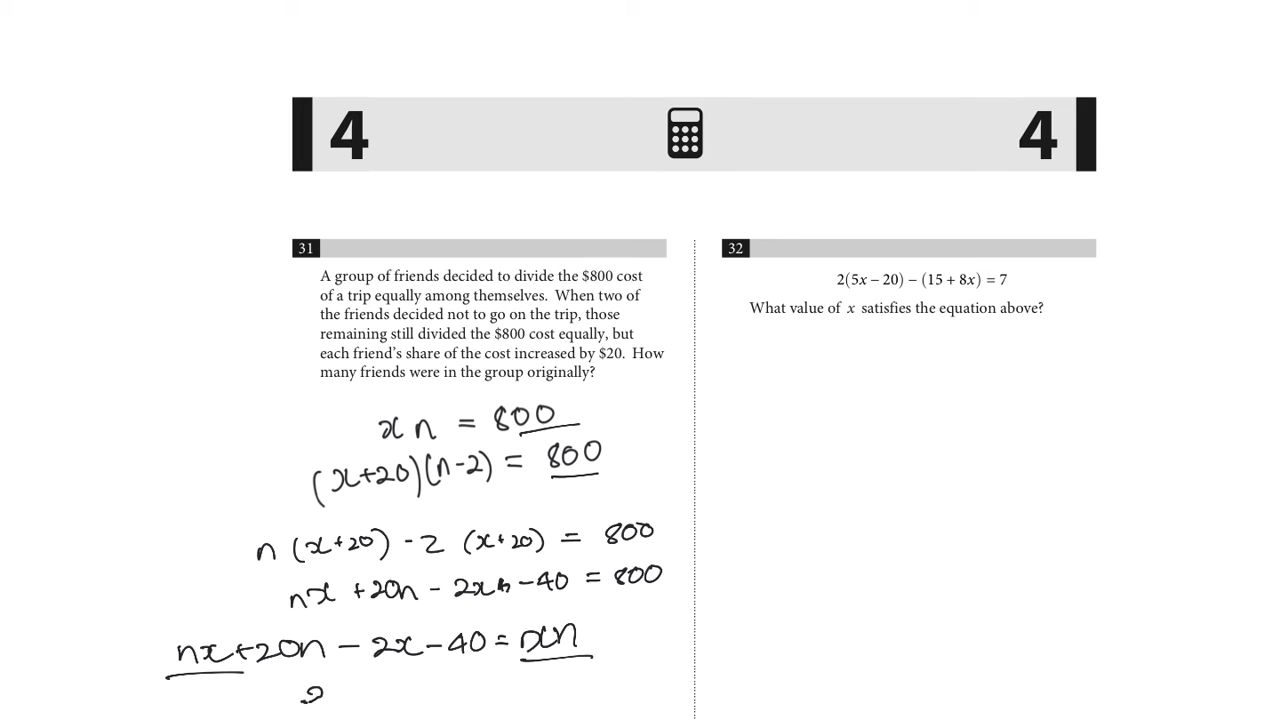 4 4
31
A group of friends decided to divide the $800 cost
of a trip equally among themselves. When two of
the friends decided not to go on the trip, those
remaining still divided the $800 cost equally, but
each friend's share of the cost increased by $20. How
many friends were in the group originally?
x n = 800
(x+20)(n-2) = 800
n (x+20) - 2 (x+20) = 800
nx +20n - 2x -40 = 800
nx+20n - 2x-40= xn
2
32
2(5x − 20) − (15 + 8x) = 7
What value of x satisfies the equation above?